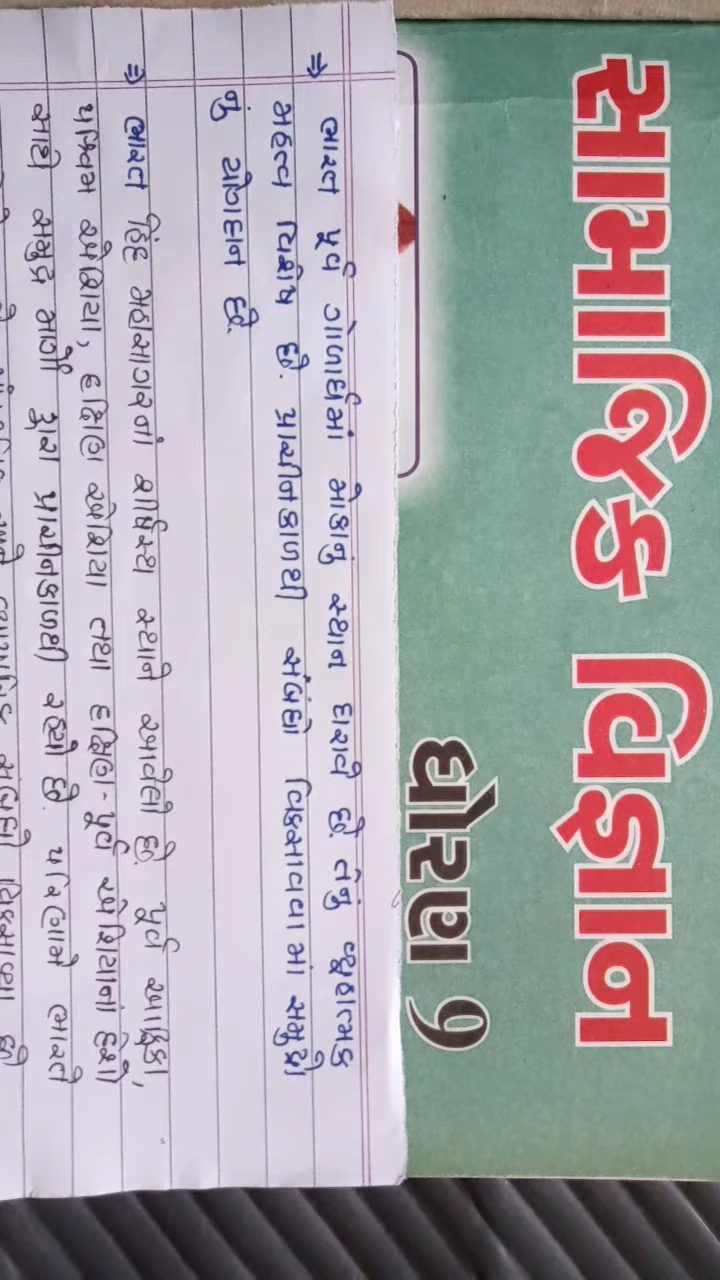 સામાજિક વિજ્ઞાન
ધોરણ 9
⇒ ભારત પૂર્વ ગોળાર્ધમાં મોકાનું સ્થાન ધરાવે છે. તેનું વ્યૂહાત્મક
મહત્વ વિશેષ છે. પ્રાચીનકાળથી સંબંધો વિકસાવવામાં સમુદ્રો
નું યોગદાન છે.
⇒ ભારત હિંદ મહાસાગરનાં શીર્ષસ્થ સ્થાને આવેલો છે. પૂર્વ આફ્રિકા,
પશ્ચિમ એશિયા, દક્ષિણ એશિયા તથા દક્ષિણ-પૂર્વ એશિયાનાં દેશો
સાથે સમુદ્ર માર્ગો દ્વારા પ્રાચીનકાળથી રહ્યો છે. પરિણામે ભારતે